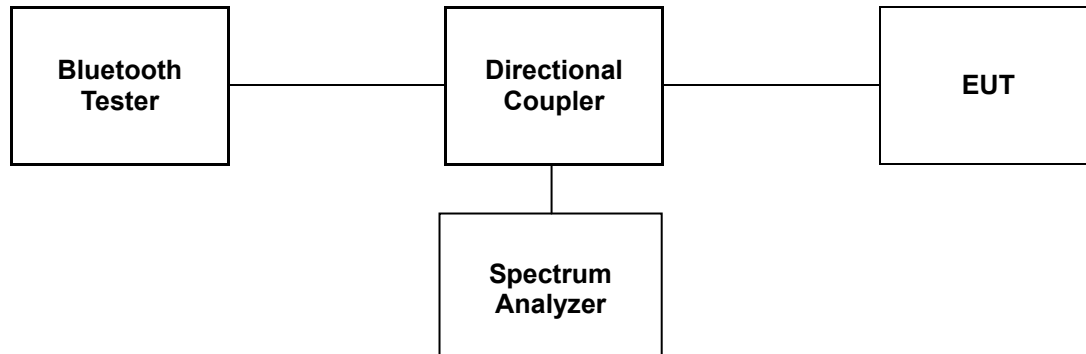 Bluetooth
Tester
Directional
Coupler
EUT
Spectrum
Analyzer